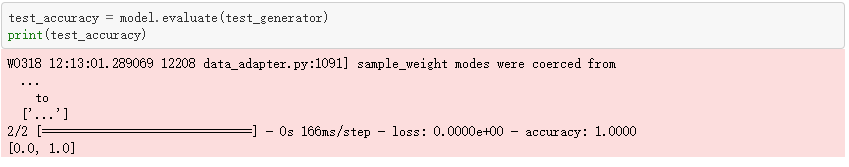 test_accuracy = model.evaluate(test_generator)
print(test_accuracy)
W0318 12:13:01.289069 12208 data_adapter.py:1091] sample_weight modes were coerced from
...
to
['...']
2/2 [==============================] - 0s 166ms/step - loss: 0.0000e+00 - accuracy: 1.0000
[0.0, 1.0]